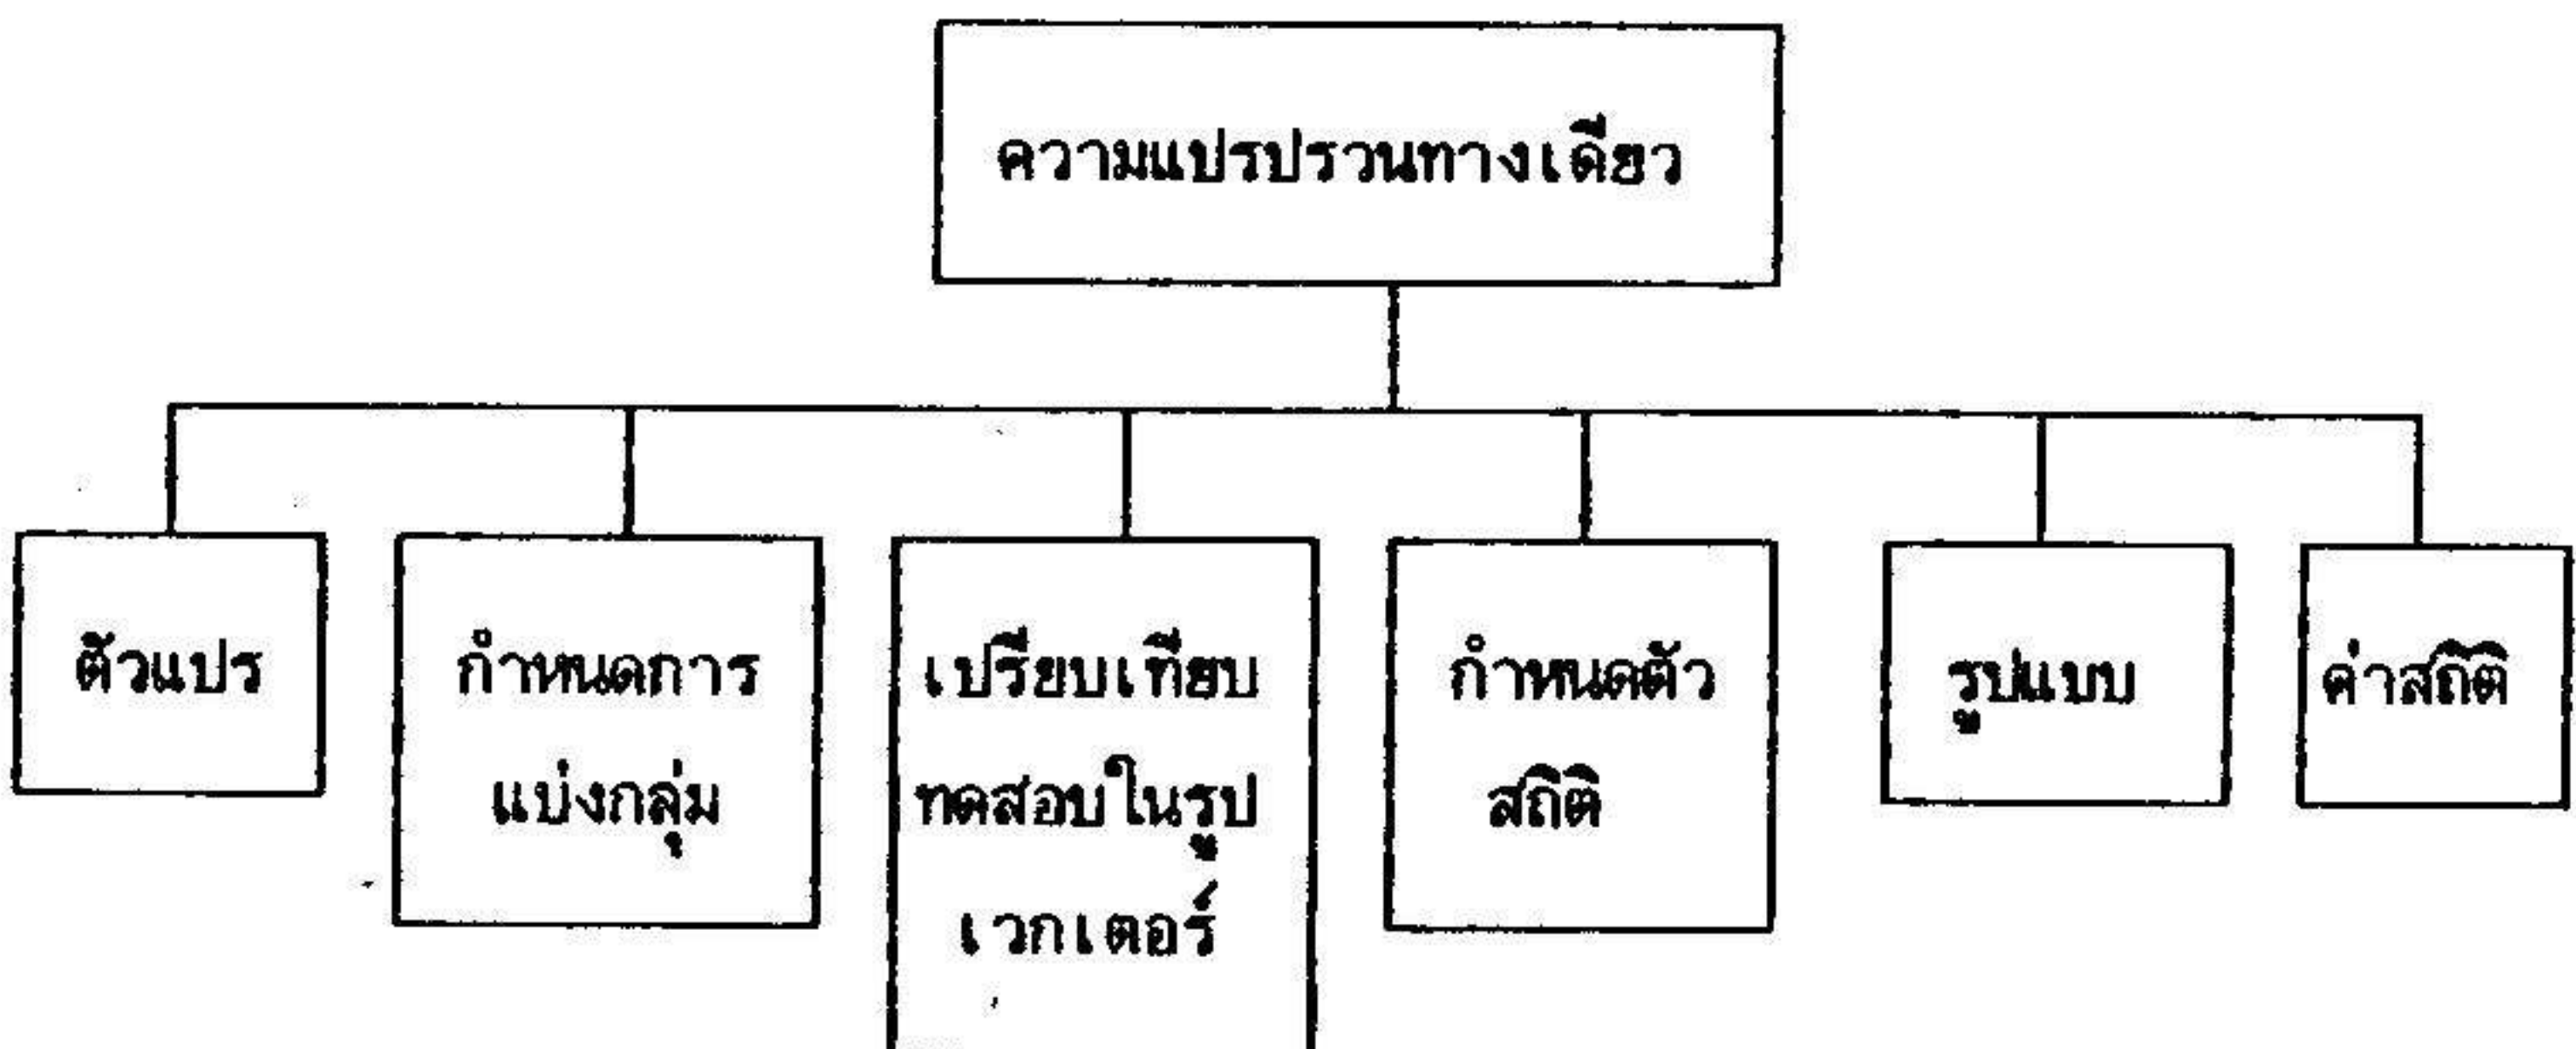 ความแปรปรวนทางเดียว
ตัวแปร
กำหนดการ
แบ่งกลุ่ม
เปรียบเทียบ
ทดสอบในรูป
เวกเตอร์
กำหนดตัว
สถิติ
รูปแบบ
ค่าสถิติ